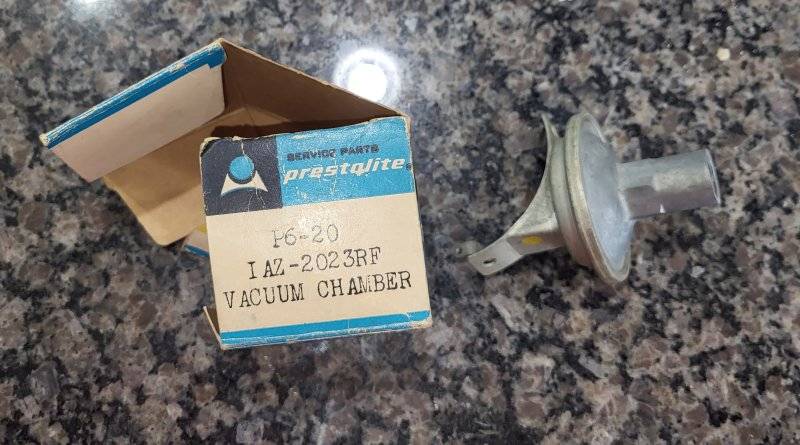 SERVICE PARTS
prestolite®
P6-20
IAZ-2023RF
VACUUM CHAMBER